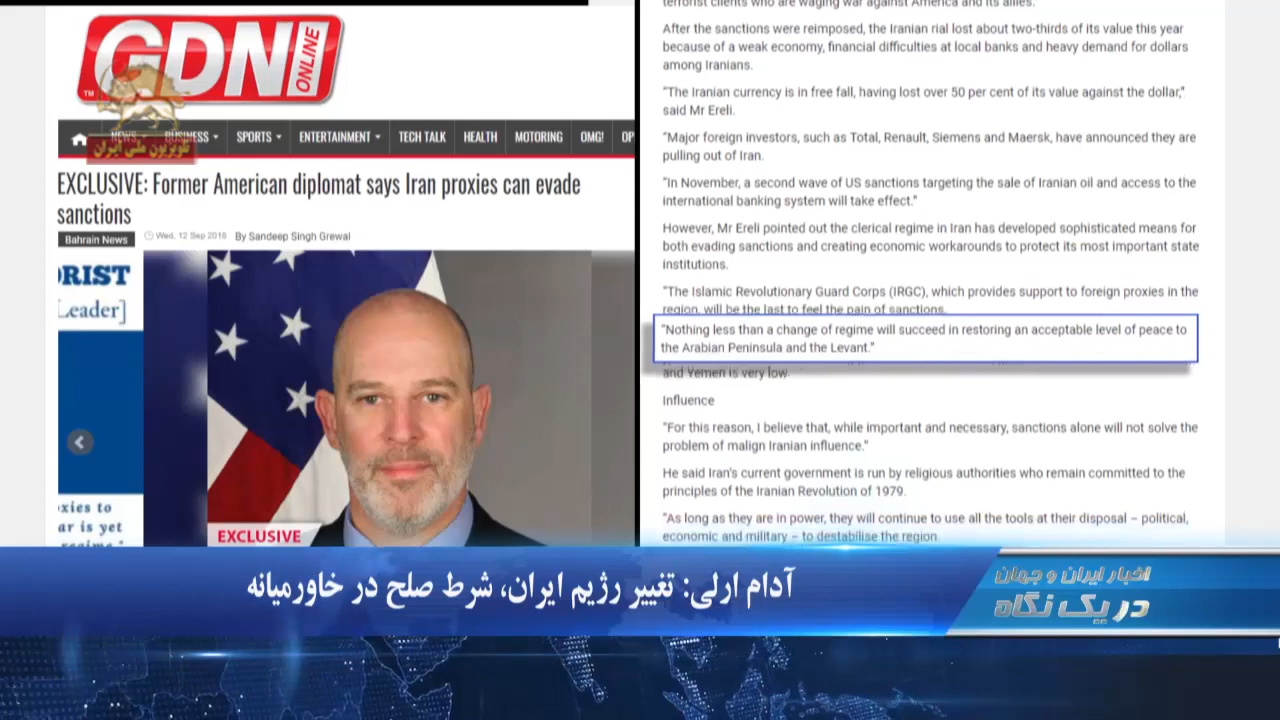 GDN ONLINE
TM
تلویزیون ملی ایران
NEWS BUSINESS SPORTS ENTERTAINMENT TECH TALK HEALTH MOTORING OMG! OP
EXCLUSIVE: Former American diplomat says Iran proxies can evade
sanctions
Bahrain News Wed, 12 Sep 2018 By Sandeep Singh Grewal
ORIST
Leader]
xies to
ar is yet
EXCLUSIVE
terrorist clients who are waging war against America and its allies.
After the sanctions were reimposed, the Iranian rial lost about two-thirds of its value this year
because of a weak economy, financial difficulties at local banks and heavy demand for dollars
among Iranians.
"The Iranian currency is in free fall, having lost over 50 per cent of its value against the dollar,"
said Mr Ereli.
"Major foreign investors, such as Total, Renault, Siemens and Maersk, have announced they are
pulling out of Iran.
"In November, a second wave of US sanctions targeting the sale of Iranian oil and access to the
international banking system will take effect."
However, Mr Ereli pointed out the clerical regime in Iran has developed sophisticated means for
both evading sanctions and creating economic workarounds to protect its most important state
institutions.
"The Islamic Revolutionary Guard Corps (IRGC), which provides support to foreign proxies in the
region, will be the last to feel the pain of sanctions.
"Nothing less than a change of regime will succeed in restoring an acceptable level of peace to
the Arabian Peninsula and the Levant."
and Yemen is very low.
Influence
"For this reason, I believe that, while important and necessary, sanctions alone will not solve the
problem of malign Iranian influence."
He said Iran's current government is run by religious authorities who remain committed to the
principles of the Iranian Revolution of 1979.
"As long as they are in power, they will continue to use all the tools at their disposal – political,
economic and military – to destabilise the region.
آدام ارلی: تغییر رژیم ایران، شرط صلح در خاورمیانه
اخبار ایران و جهان
در یک نگاه